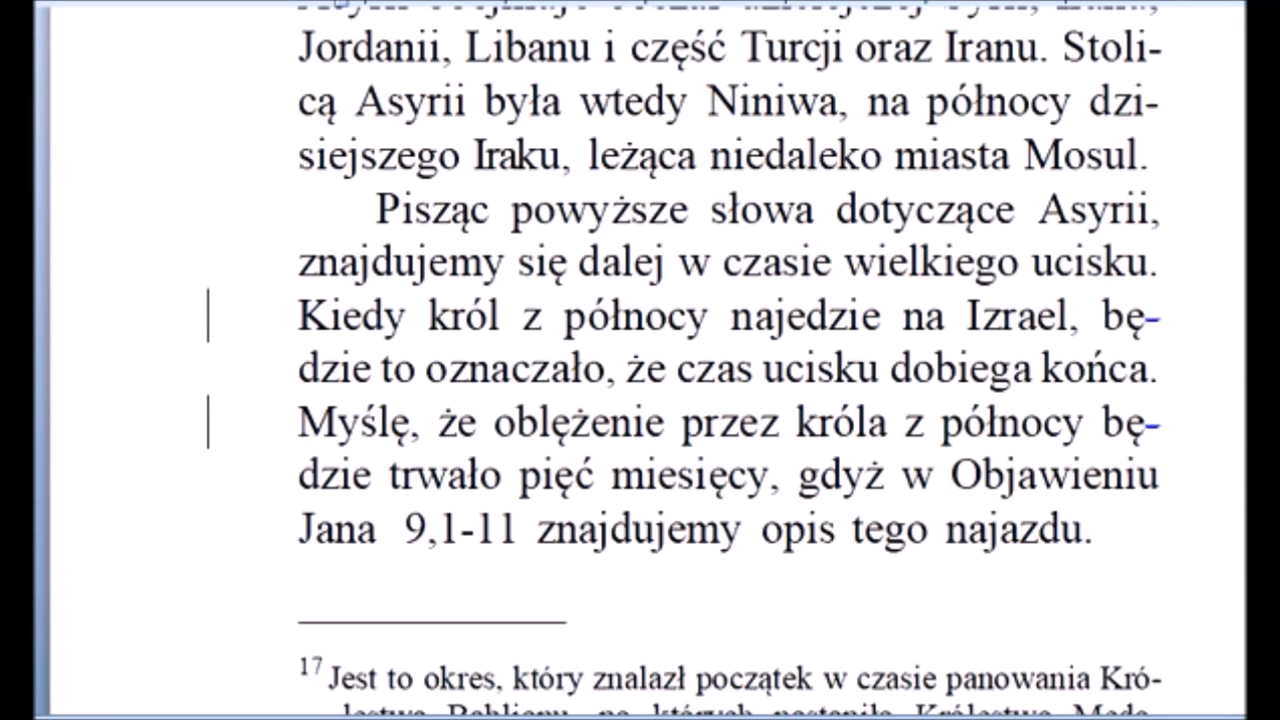 Jordanii, Libanu i część Turcji oraz Iranu. Stoli-
cą Asyrii była wtedy Niniwa, na północy dzi-
siejszego Iraku, leżąca niedaleko miasta Mosul.
Pisząc powyższe słowa dotyczące Asyrii,
znajdujemy się dalej w czasie wielkiego ucisku.
Kiedy król z północy najedzie na Izrael, bę-
dzie to oznaczało, że czas ucisku dobiega końca.
Myślę, że oblężenie przez króla z północy bę-
dzie trwało pięć miesięcy, gdyż w Objawieniu
Jana 9,1-11 znajdujemy opis tego najazdu.
17 Jest to okres, który znalazł początek w czasie panowania Kró-